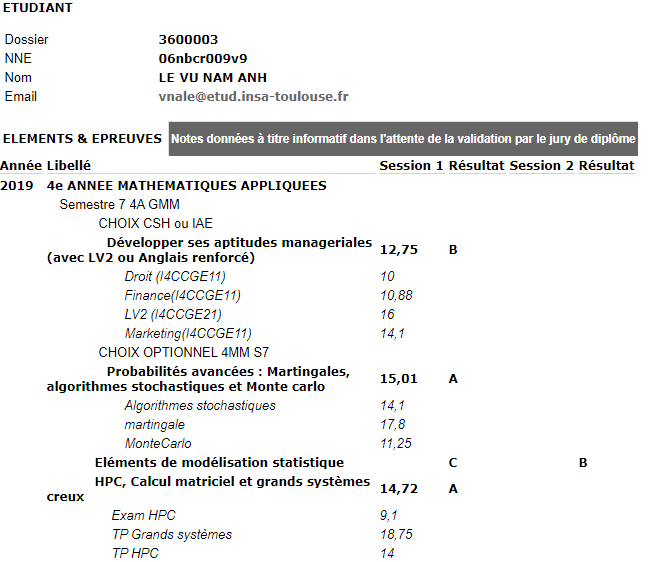 ETUDIANT
Dossier 3600003
NNE 06nbcr009v9
Nom LE VU NAM ANH
Email vnale@etud.insa-toulouse.fr
ELEMENTS & EPREUVES Notes données à titre informatif dans l'attente de la validation par le jury de diplôme
Année Libellé Session 1 Résultat Session 2 Résultat
2019 4e ANNEE MATHEMATIQUES APPLIQUEES
Semestre 7 4A GMM
CHOIX CSH ou IAE
Développer ses aptitudes manageriales
(avec LV2 ou Anglais renforcé) 12,75 B
Droit (I4CCGE11) 10
Finance(I4CCGE11) 10,88
LV2 (I4CCGE21) 16
Marketing(I4CCGE11) 14,1
CHOIX OPTIONNEL 4MM S7
Probabilités avancées : Martingales,
algorithmes stochastiques et Monte carlo 15,01 A
Algorithmes stochastiques 14,1
martingale 17,8
MonteCarlo 11,25
Eléments de modélisation statistique C B
HPC, Calcul matriciel et grands systèmes
creux 14,72 A
Exam HPC 9,1
TP Grands systèmes 18,75
TP HPC 14